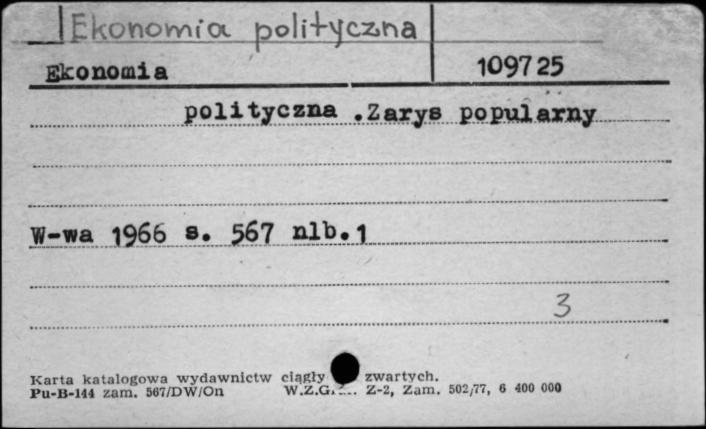 Ekonomia polityczna
Ekonomia 109725
polityczna .Zarys popularny
W-wa 1966 s. 567 nlb.1
3
Karta katalogowa wydawnictw ciągły zwartych.
Pu-B-144 zam. 567/DW/On W.Z.G. Z-2, Zam. 502/77, 6 400 000